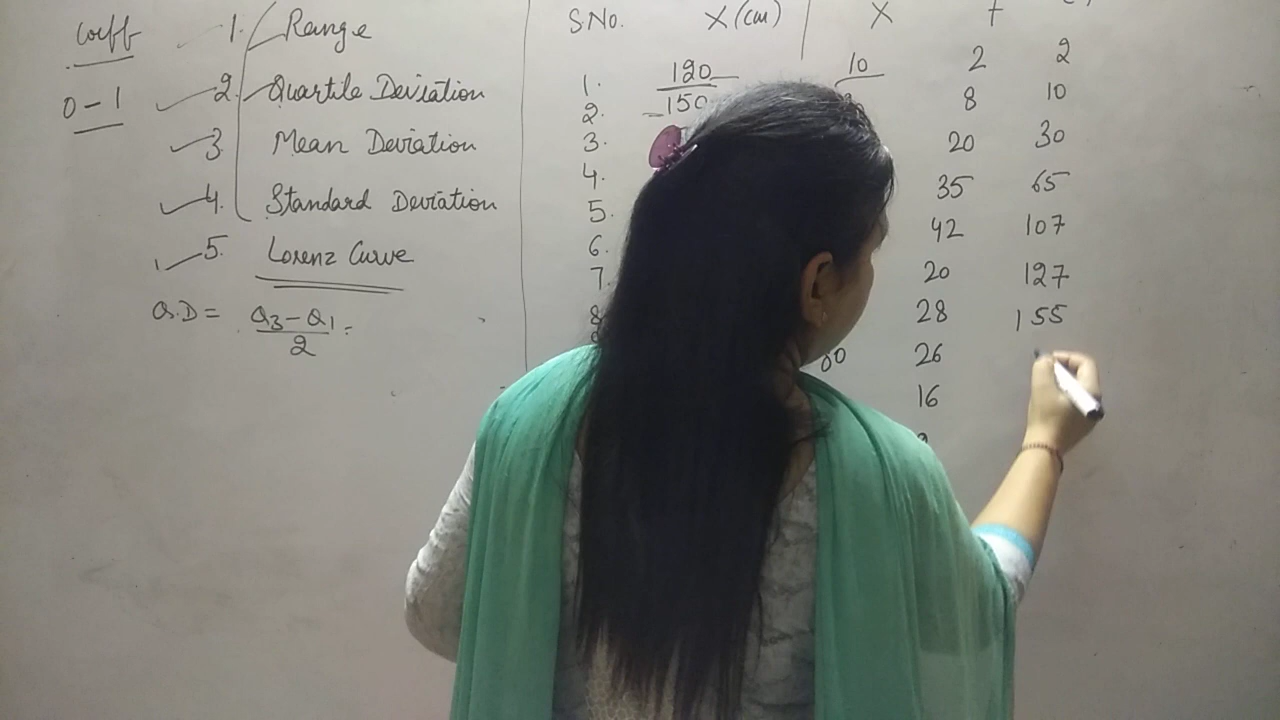 Coeff
0-1
1. Range
2. Quartile Deviation
3. Mean Deviation
4. Standard Deviation
5. Lorenz Curve
Q.D = Q3 - Q1 =
2
S No. X (cm) X f
1. 120 10 2 2
2. 150 8 10
3. 20 30
4. 35 65
5. 42 107
6. 20 127
7 28 155
8 26
16